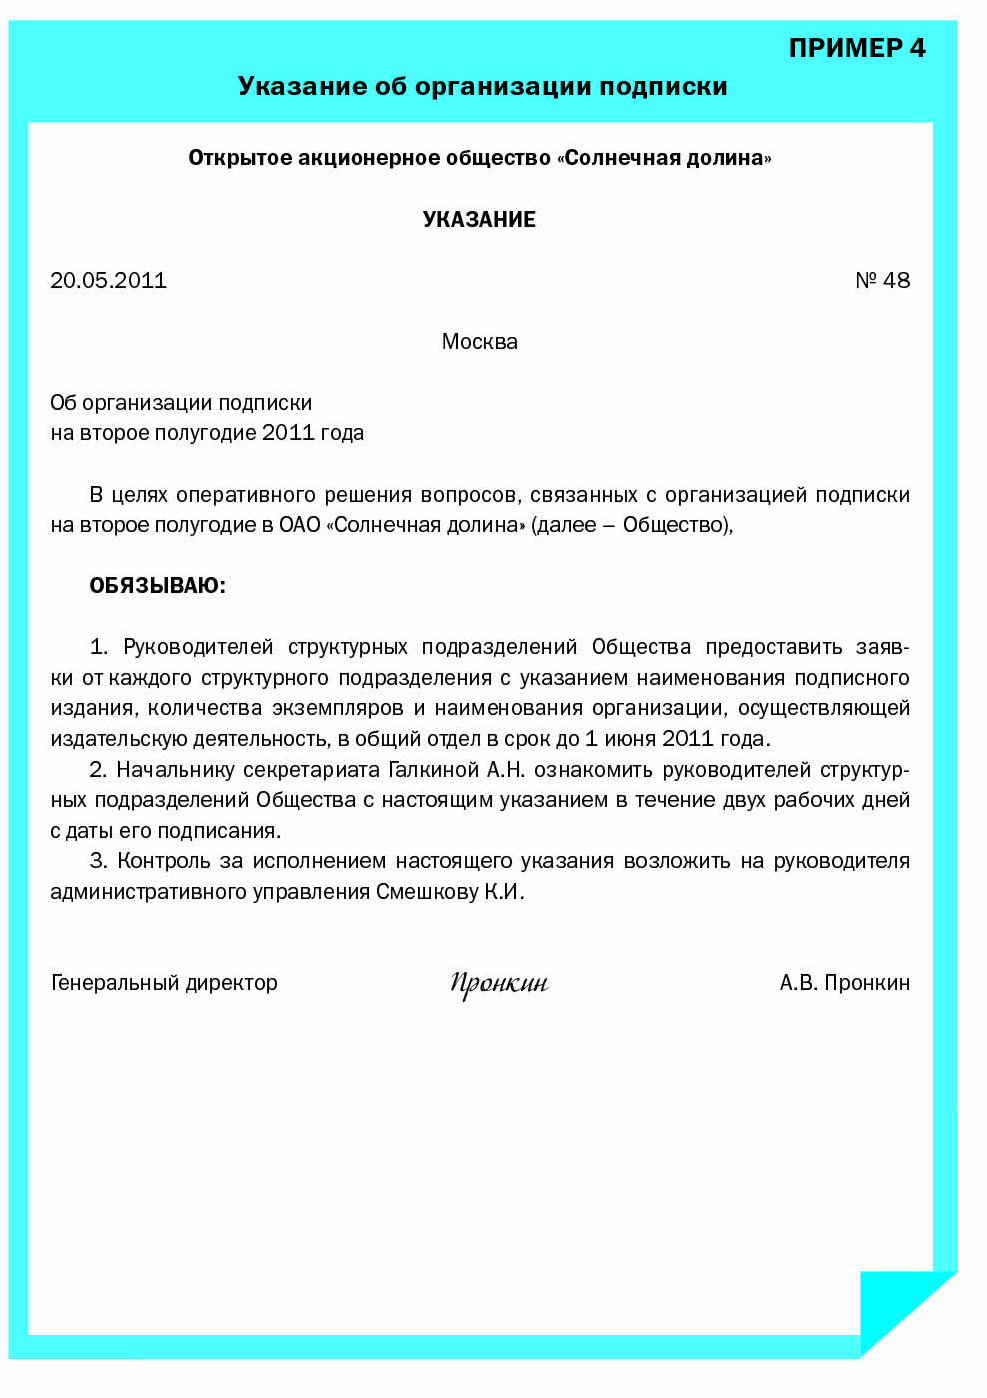 ПРИМЕР 4
Указание об организации подписки
Открытое акционерное общество «Солнечная долина»
УКАЗАНИЕ
20.05.2011 № 48
Москва
Об организации подписки
на второе полугодие 2011 года
В целях оперативного решения вопросов, связанных с организацией подписки
на второе полугодие в ОАО «Солнечная долина» (далее – Общество),
ОБЯЗЫВАЮ:
1. Руководителей структурных подразделений Общества предоставить заяв-
ки от каждого структурного подразделения с указанием наименования подписного
издания, количества экземпляров и наименования организации, осуществляющей
издательскую деятельность, в общий отдел в срок до 1 июня 2011 года.
2. Начальнику секретариата Галкиной А.Н. ознакомить руководителей структур-
ных подразделений Общества с настоящим указанием в течение двух рабочих дней
с даты его подписания.
3. Контроль за исполнением настоящего указания возложить на руководителя
административного управления Смешкову К.И.
Генеральный директор Пронкин А.В. Пронкин